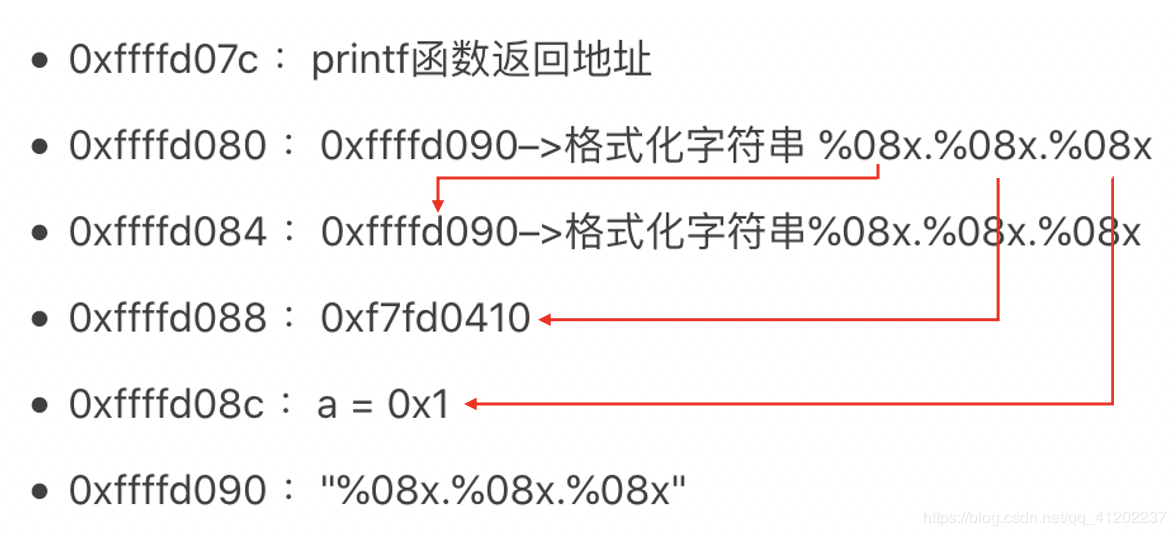 • 0xffffd07c： printf函数返回地址
• 0xffffd080： 0xffffd090–>格式化字符串 %08x.%08x.%08x
• 0xffffd084： 0xffffd090–>格式化字符串%08x.%08x.%08x
• 0xffffd088： 0xf7fd0410
• 0xffffd08c： a = 0x1
• 0xffffd090： "%08x.%08x.%08x"
https://blog.csdn.net/qq_41202237